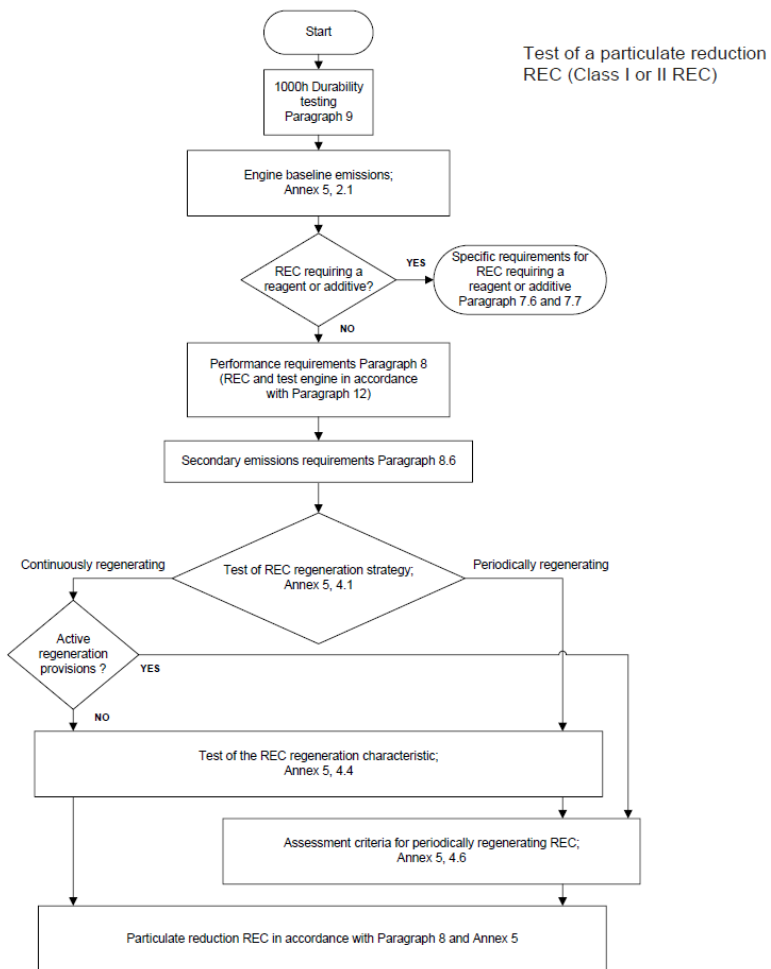 Start
Test of a particulate reduction
REC (Class I or II REC)
1000h Durability
testing
Paragraph 9
Engine baseline emissions;
Annex 5, 2.1
REC requiring a
reagent or additive?
YES
Specific requirements for
REC requiring a
reagent or additive
Paragraph 7.6 and 7.7
NO
Performance requirements Paragraph 8
(REC and test engine in accordance
with Paragraph 12)
Secondary emissions requirements Paragraph 8.6
Continuously regenerating
Test of REC regeneration strategy;
Annex 5, 4.1
Periodically regenerating
Active
regeneration
provisions ?
YES
NO
Test of the REC regeneration characteristic;
Annex 5, 4.4
Assessment criteria for periodically regenerating REC;
Annex 5, 4.6
Particulate reduction REC in accordance with Paragraph 8 and Annex 5